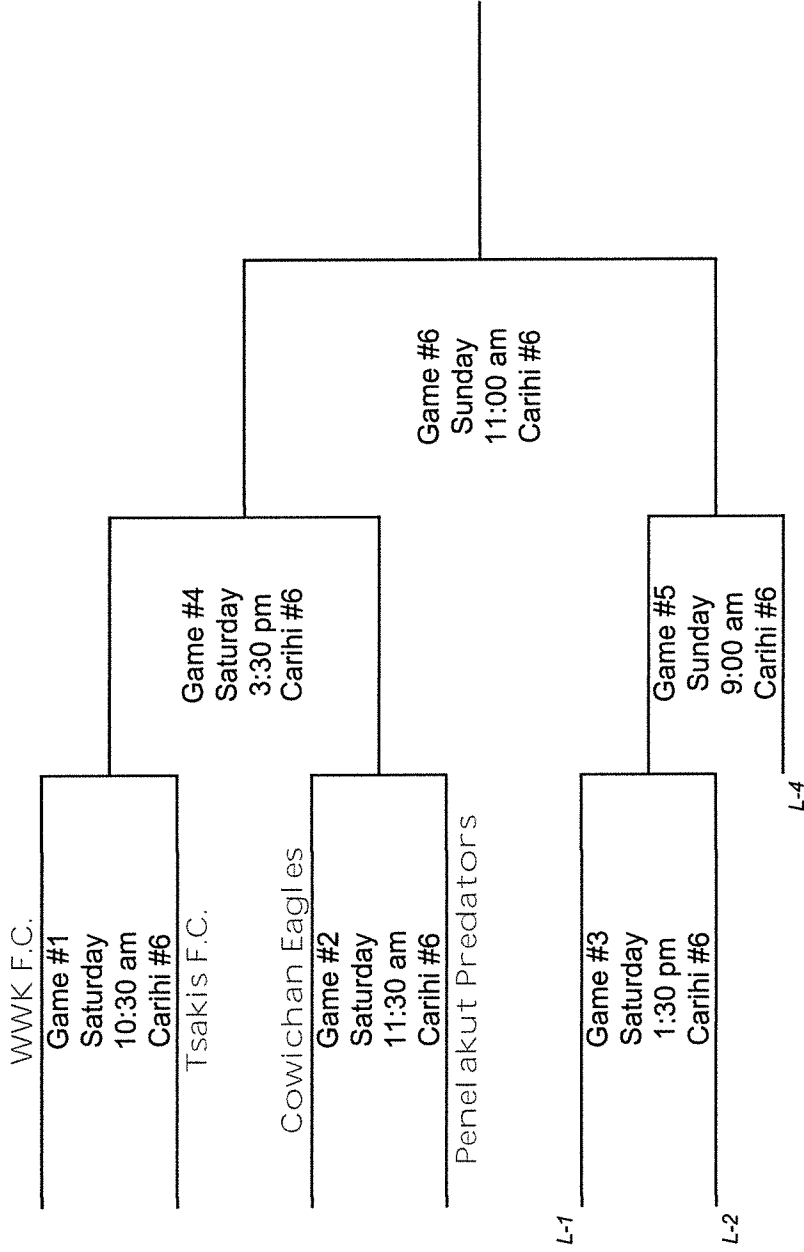 WWK F.C.
Game #1
Saturday
10:30 am
Carihi #6
Tsakis F.C.
Cowichan Eagles
Game #2
Saturday
11:30 am
Carihi #6
Penelakut Predators
Game #4
Saturday
3:30 pm
Carihi #6
Game #6
Sunday
11:00 am
Carihi #6
L-1
Game #3
Saturday
1:30 pm
Carihi #6
L-2
Game #5
Sunday
9:00 am
Carihi #6
L-4